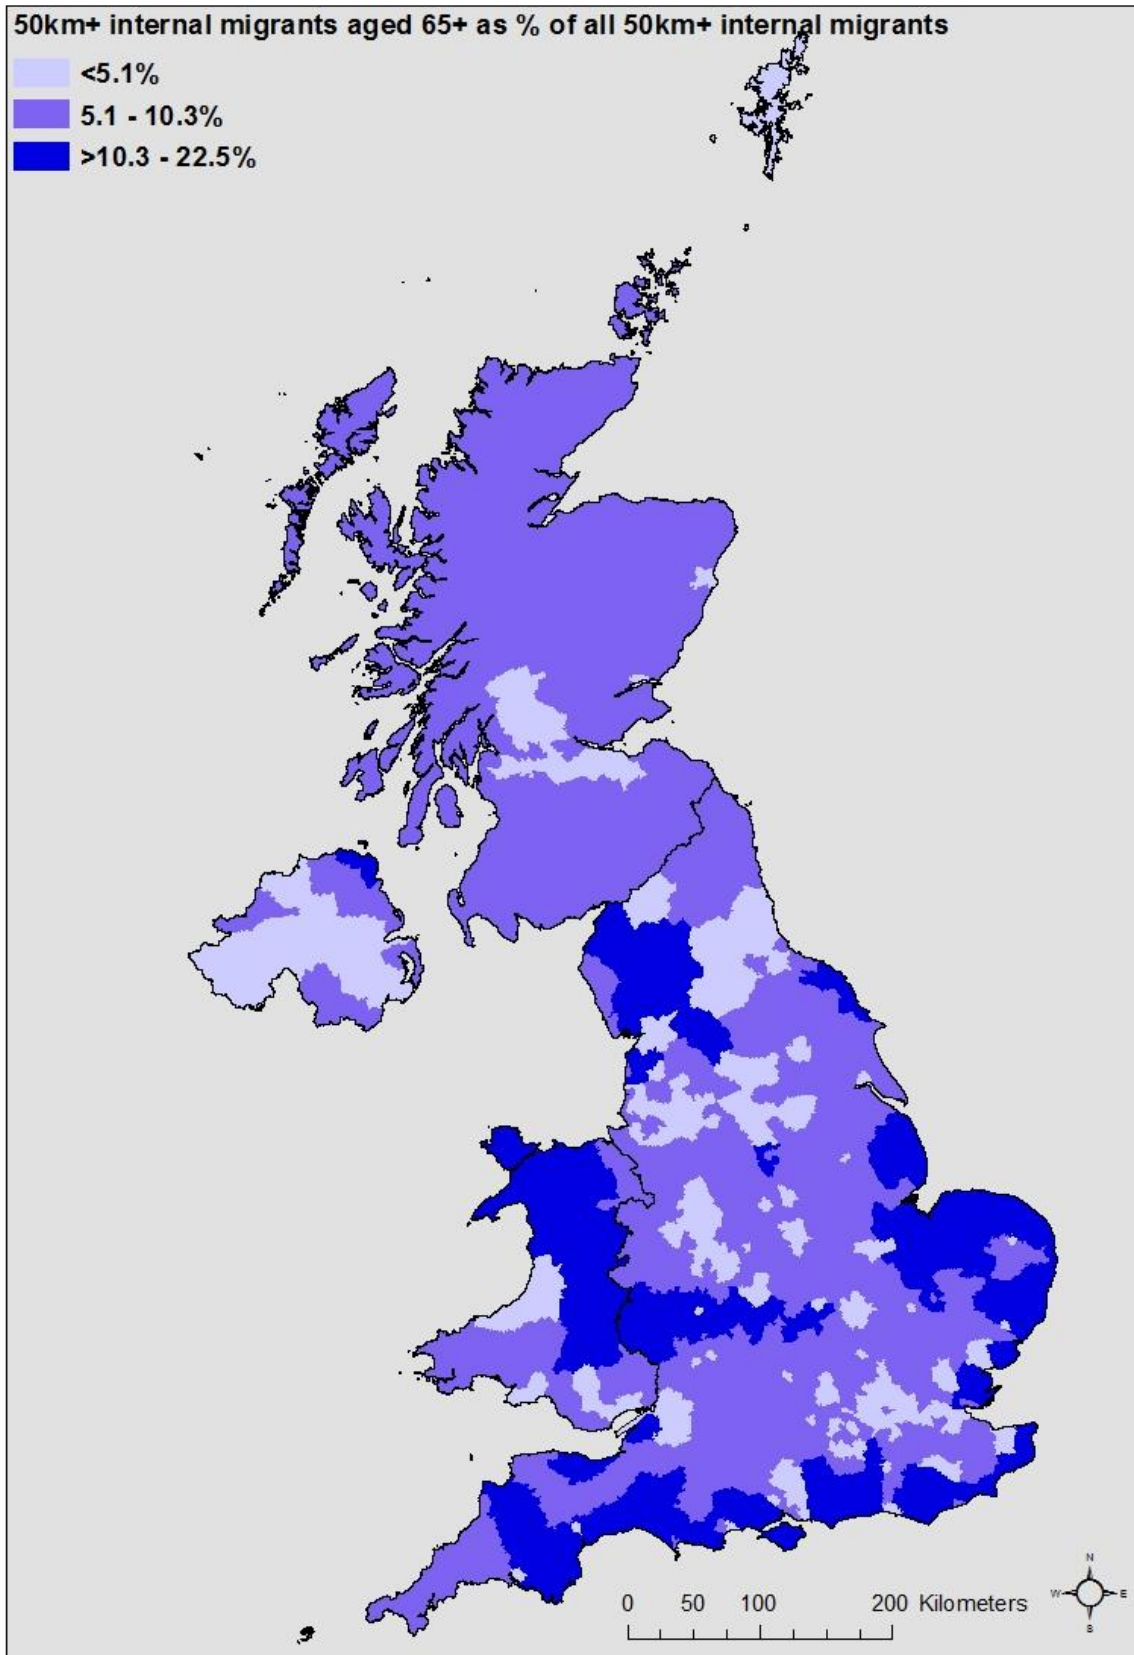 50km+ internal migrants aged 65+ as % of all 50km+ internal migrants
<5.1%
5.1 - 10.3%
>10.3 - 22.5%
N
W E
S
0 50 100 200 Kilometers